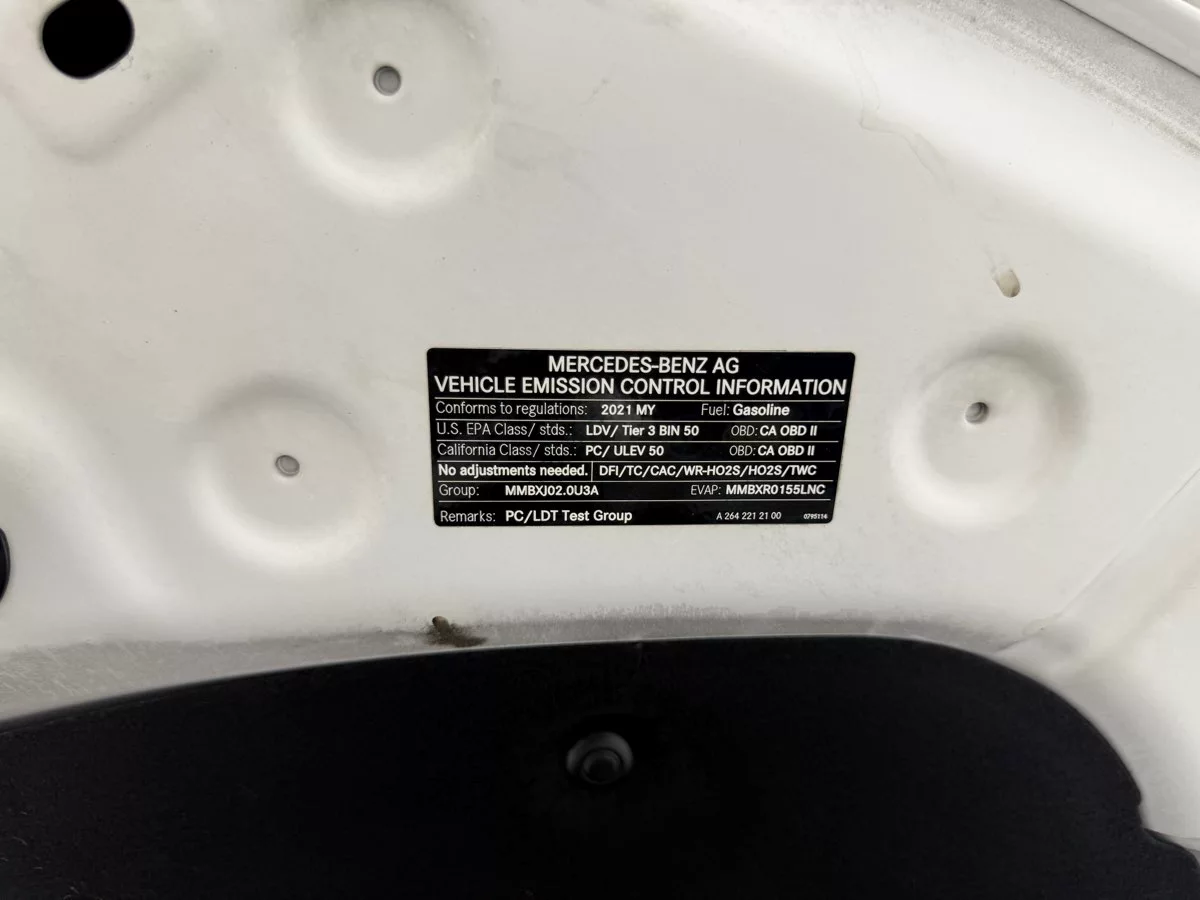 MERCEDES-BENZ AG
VEHICLE EMISSION CONTROL INFORMATION
Conforms to regulations: 2021 MY Fuel: Gasoline
U.S. EPA Class/ stds.: LDV/ Tier 3 BIN 50 OBD: CA OBD II
California Class/ stds.: PC/ ULEV 50 OBD: CA OBD II
No adjustments needed. DFI/TC/CAC/WR-HO2S/HO2S/TWC
Group: MMBXJ02.0U3A EVAP: MMBXR0155LNC
Remarks: PC/LDT Test Group A 264 221 21 00 0795114